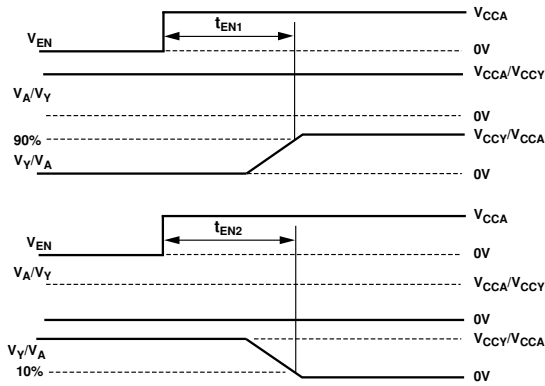 V_CCA
t_EN1
V_EN
0V
V_CCA/V_CCY
V_A/V_Y
0V
90%
V_CCY/V_CCA
V_Y/V_A
0V
V_CCA
t_EN2
V_EN
0V
V_A/V_Y
V_CCA/V_CCY
0V
V_CCY/V_CCA
V_Y/V_A
10%
0V